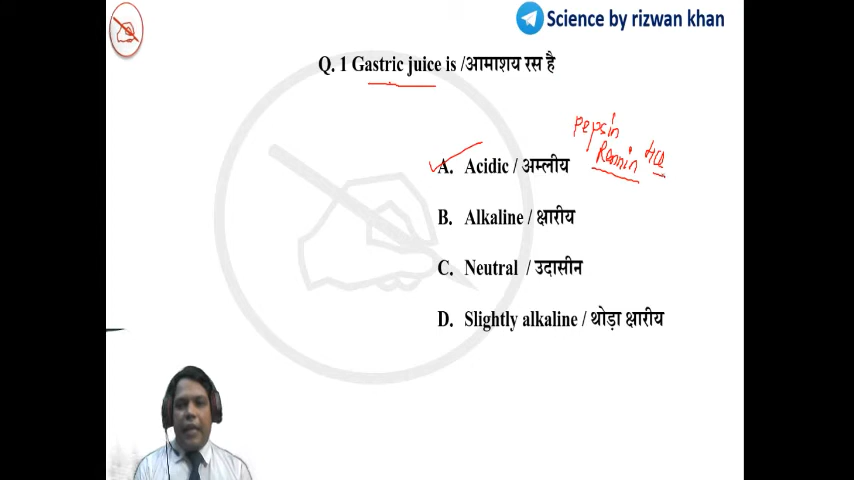 Science by rizwan khan
Q. 1 Gastric juice is /आमाशय रस है
pepsin
Rennin HCl
A. Acidic / अम्लीय
B. Alkaline / क्षारीय
C. Neutral / उदासीन
D. Slightly alkaline / थोड़ा क्षारीय